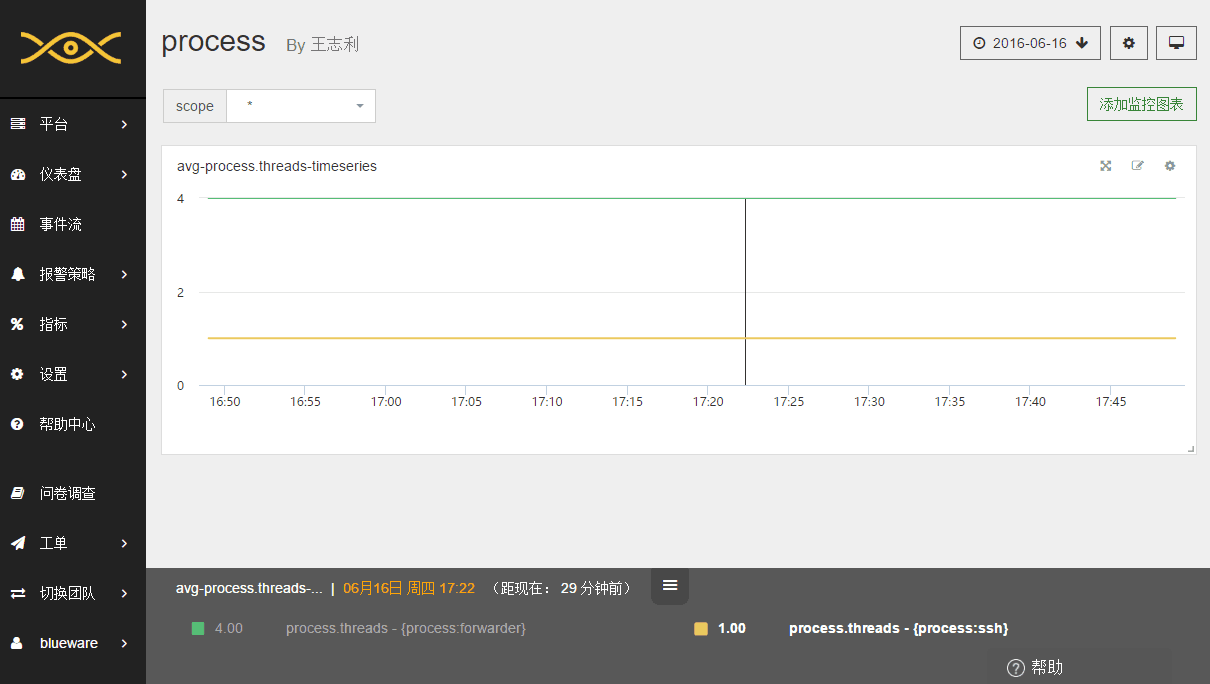 process By 王志利
2016-06-16
scope *
添加监控图表
平台
仪表盘
事件流
报警策略
指标
设置
帮助中心
问卷调查
工单
切换团队
blueware
avg-process.threads-timeseries
4
2
0
16:50 16:55 17:00 17:05 17:10 17:15 17:20 17:25 17:30 17:35 17:40 17:45
avg-process.threads-... | 06月16日 周四 17:22 （距现在： 29 分钟前）
4.00 process.threads - {process:forwarder} 1.00 process.threads - {process:ssh}
帮助